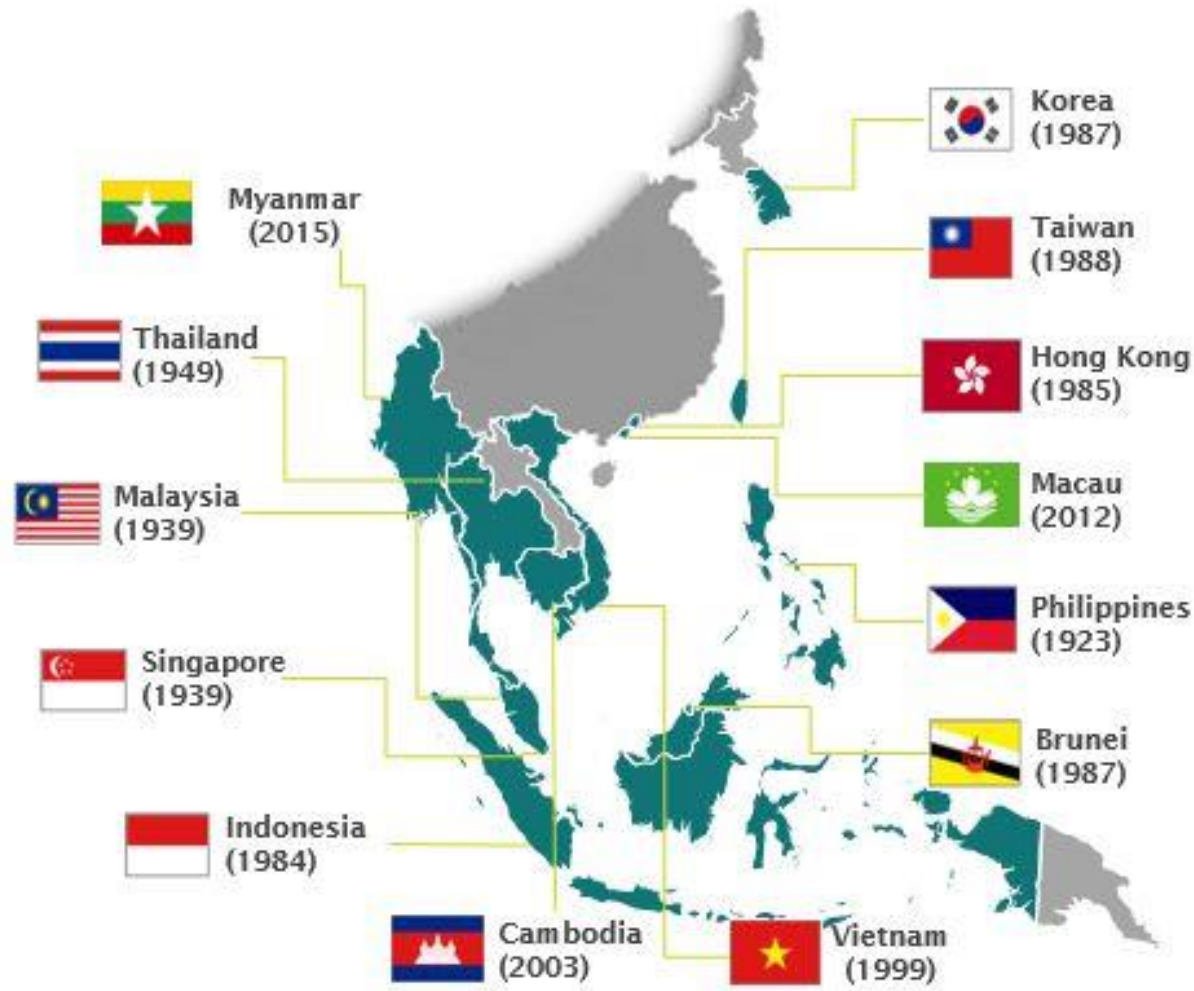 Korea
(1987)
Myanmar
(2015)
Taiwan
(1988)
Thailand
(1949)
Hong Kong
(1985)
Malaysia
(1939)
Macau
(2012)
Philippines
(1923)
Singapore
(1939)
Brunei
(1987)
Indonesia
(1984)
Cambodia
(2003)
Vietnam
(1999)